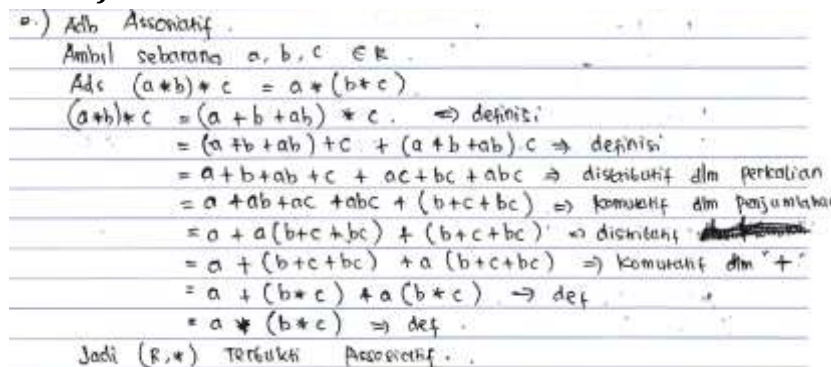 o.) Adb Assosiatif.
Ambil sebarang a, b, c ∈ R.
Ads (a*b)*c = a*(b*c)
(a*b)*c = (a + b + ab) * c. => definisi
= (a + b + ab) + c + (a + b + ab).c => definisi
= a + b + ab + c + ac + bc + abc => distributif dlm perkalian
= a + ab + ac + abc + (b + c + bc) => komutatif dlm penjumlahan
= a + a(b + c + bc) + (b + c + bc) => distributif
= a + (b + c + bc) + a (b + c + bc) => komutatif dlm "+"
= a + (b * c) + a (b * c) -> def
= a * (b * c) => def.
Jadi (R,*) Terbukti Assosiatif.